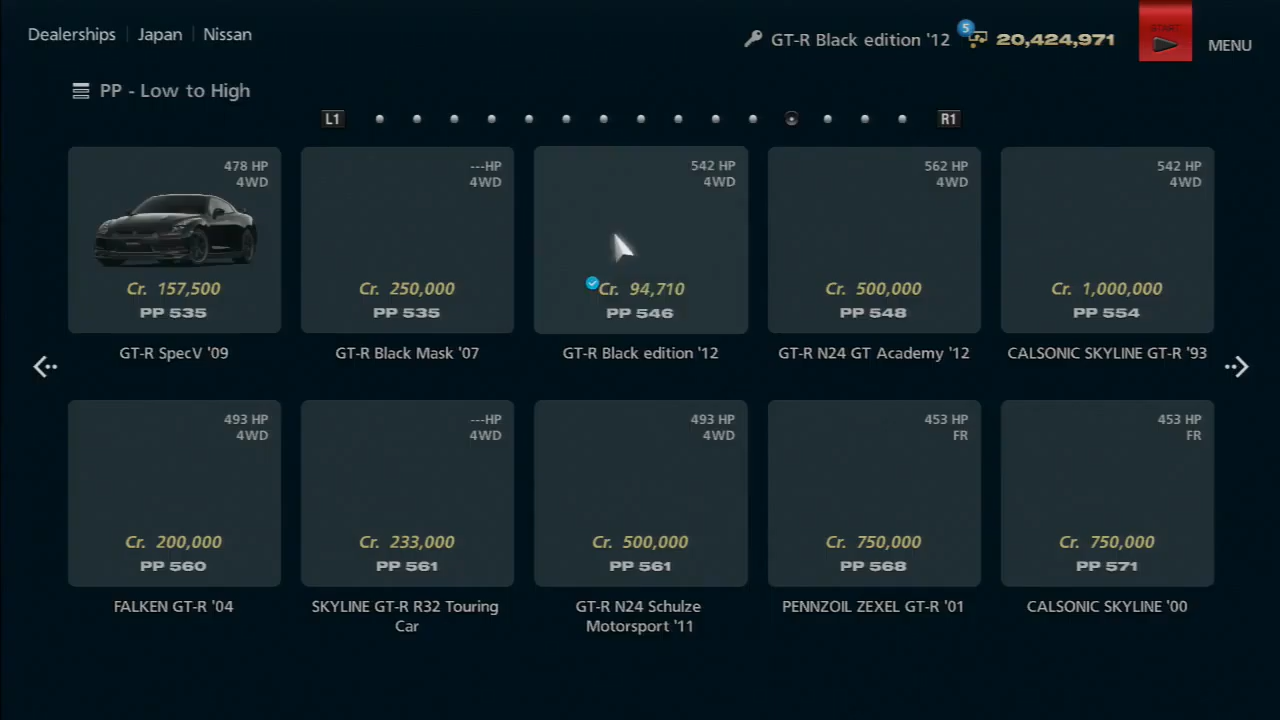 Dealerships | Japan | Nissan
GT-R Black edition '12
5
20,424,971
START
MENU
PP - Low to High
L1
R1
478 HP
4WD
Cr. 157,500
PP 535
GT-R SpecV '09
---HP
4WD
Cr. 250,000
PP 535
GT-R Black Mask '07
542 HP
4WD
Cr. 94,710
PP 546
GT-R Black edition '12
562 HP
4WD
Cr. 500,000
PP 548
GT-R N24 GT Academy '12
542 HP
4WD
Cr. 1,000,000
PP 554
CALSONIC SKYLINE GT-R '93
493 HP
4WD
Cr. 200,000
PP 560
FALKEN GT-R '04
---HP
4WD
Cr. 233,000
PP 561
SKYLINE GT-R R32 Touring
Car
493 HP
4WD
Cr. 500,000
PP 561
GT-R N24 Schulze
Motorsport '11
453 HP
FR
Cr. 750,000
PP 568
PENNZOIL ZEXEL GT-R '01
453 HP
FR
Cr. 750,000
PP 571
CALSONIC SKYLINE '00